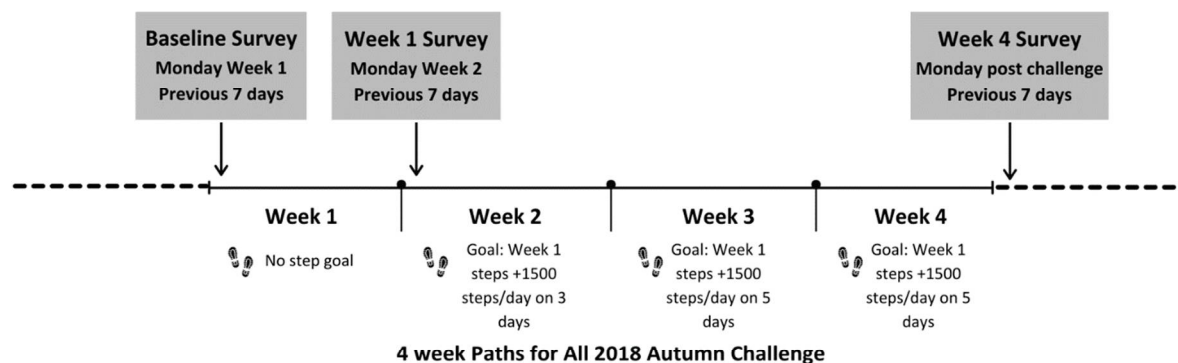 Baseline Survey
Monday Week 1
Previous 7 days
Week 1 Survey
Monday Week 2
Previous 7 days
Week 4 Survey
Monday post challenge
Previous 7 days
Week 1
No step goal
Week 2
Goal: Week 1
steps +1500
steps/day on 3
days
Week 3
Goal: Week 1
steps +1500
steps/day on 5
days
Week 4
Goal: Week 1
steps +1500
steps/day on 5
days
4 week Paths for All 2018 Autumn Challenge